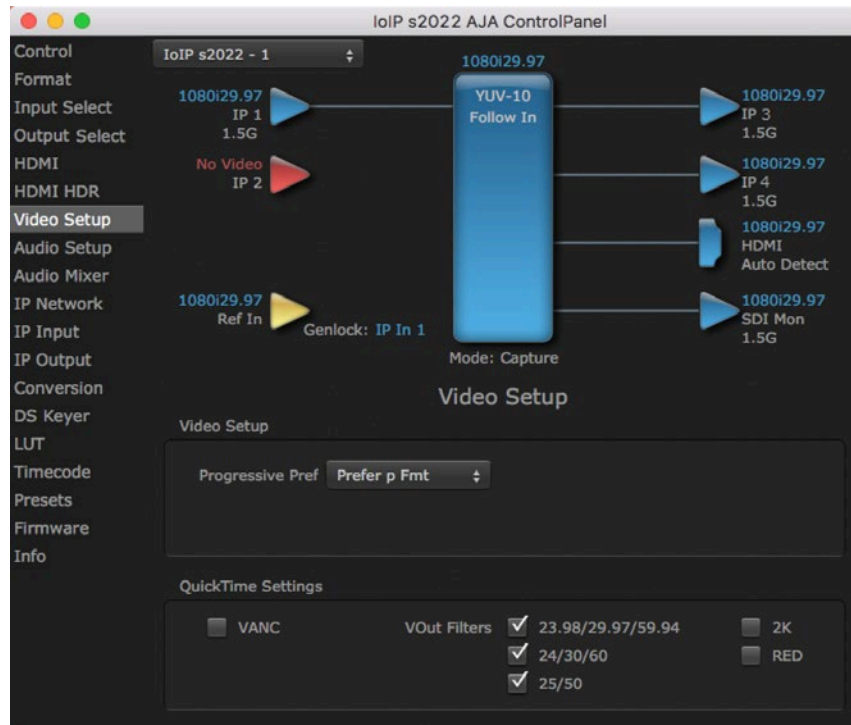 IoIP s2022 AJA ControlPanel
Control
Format
Input Select
Output Select
HDMI
HDMI HDR
Video Setup
Audio Setup
Audio Mixer
IP Network
IP Input
IP Output
Conversion
DS Keyer
LUT
Timecode
Presets
Firmware
Info
IoIP s2022 - 1
1080i29.97
1080i29.97
IP 1
1.5G
No Video
IP 2
1080i29.97
Ref In
Genlock: IP In 1
YUV-10
Follow In
Mode: Capture
1080i29.97
IP 3
1.5G
1080i29.97
IP 4
1.5G
1080i29.97
HDMI
Auto Detect
1080i29.97
SDI Mon
1.5G
Video Setup
Video Setup
Progressive Pref Prefer p Fmt
QuickTime Settings
VANC VOut Filters 23.98/29.97/59.94 2K
24/30/60 RED
25/50